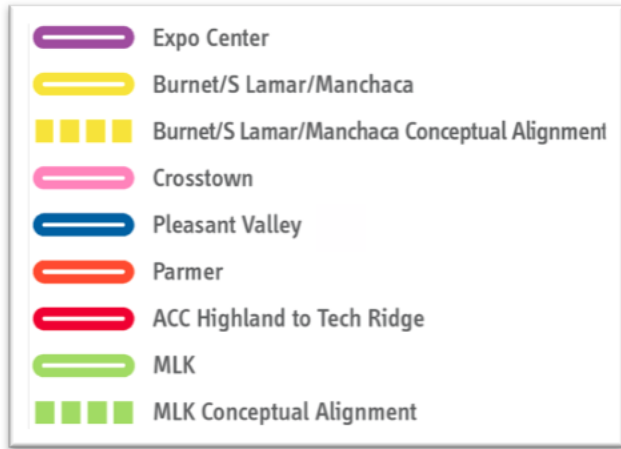 Expo Center
Burnet/S Lamar/Manchaca
Burnet/S Lamar/Manchaca Conceptual Alignment
Crosstown
Pleasant Valley
Parmer
ACC Highland to Tech Ridge
MLK
MLK Conceptual Alignment